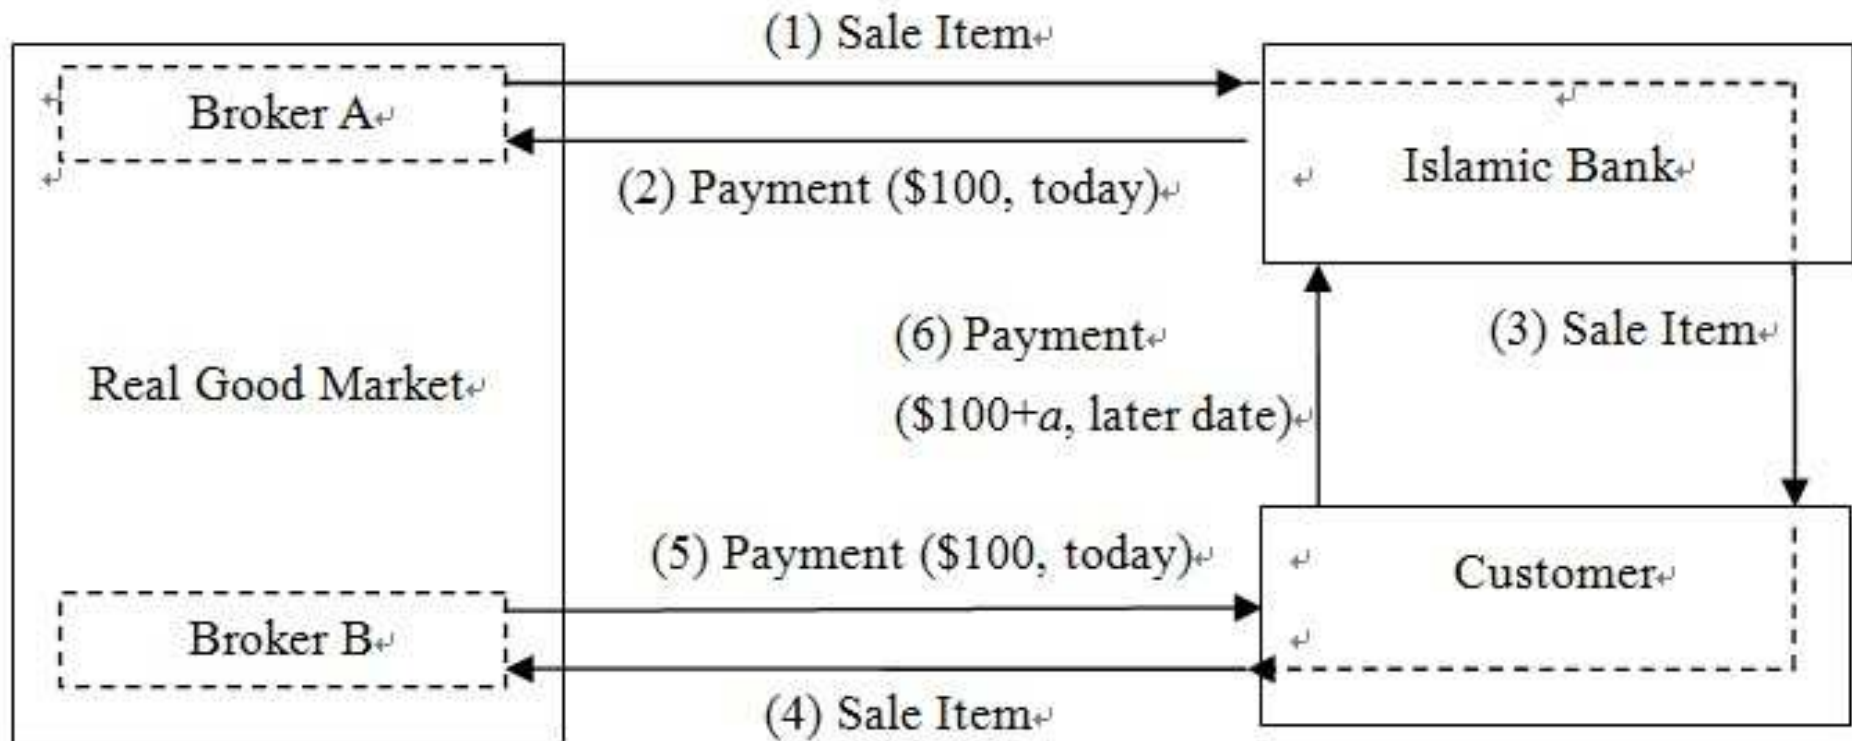 (1) Sale Item
Broker A
Islamic Bank
(2) Payment ($100, today)
(6) Payment
($100+a, later date)
(3) Sale Item
Real Good Market
(5) Payment ($100, today)
Customer
Broker B
(4) Sale Item